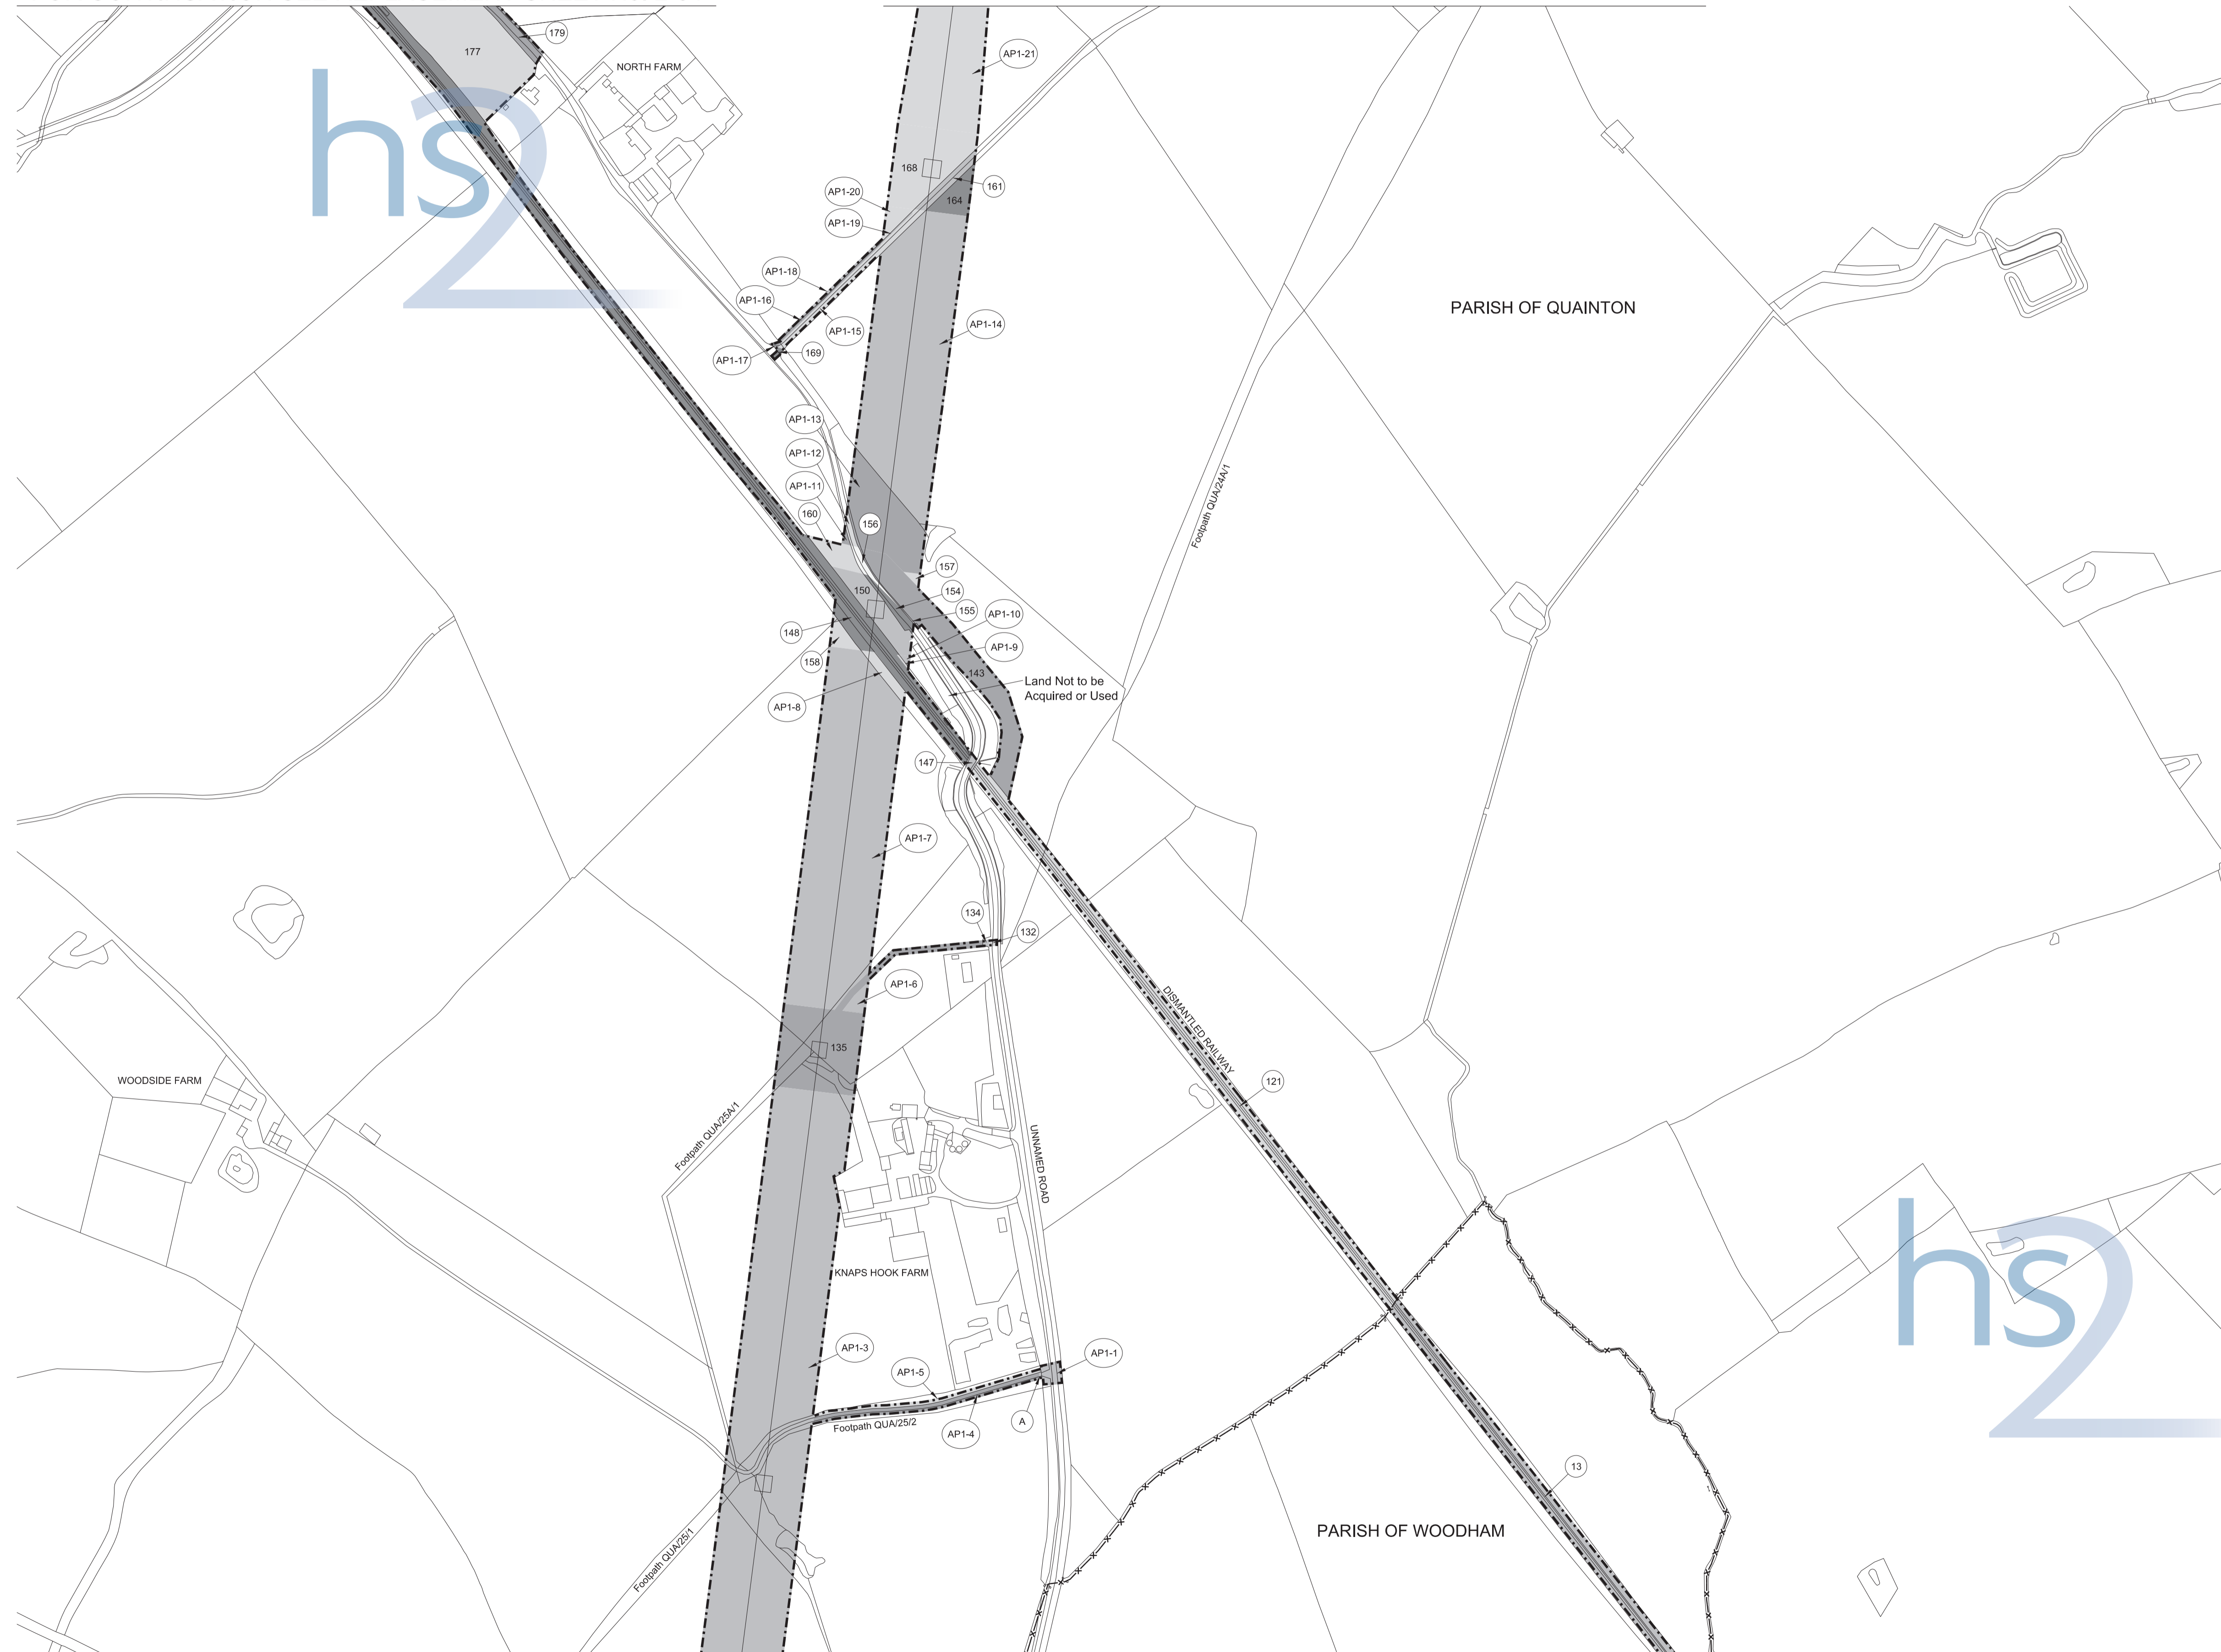 177
179
NORTH FARM
hs2
AP1-21
168
161
164
AP1-20
AP1-19
AP1-18
AP1-16
AP1-15
AP1-17
169
AP1-14
PARISH OF QUAINTON
AP1-13
AP1-12
AP1-11
160
156
Footpath QUA/24A/1
157
150
154
155
AP1-10
148
AP1-9
158
143
Land Not to be
Acquired or Used
AP1-8
147
AP1-7
134
132
AP1-6
DISMANTLED RAILWAY
135
WOODSIDE FARM
121
Footpath QUA/25A/1
UNNAMED ROAD
hs2
KNAPS HOOK FARM
AP1-3
AP1-1
AP1-5
Footpath QUA/25/2
A
AP1-4
13
PARISH OF WOODHAM
Footpath QUA/25/1